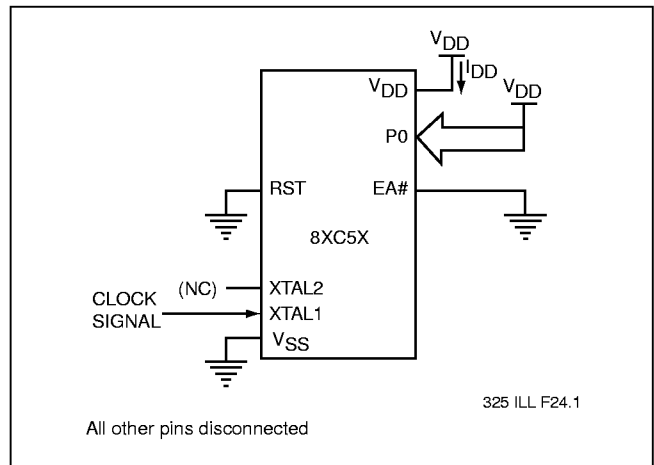 VDD
IDD
VDD
VDD
P0
RST
EA#
8XC5X
(NC)
XTAL2
CLOCK
SIGNAL
XTAL1
VSS
325 ILL F24.1
All other pins disconnected